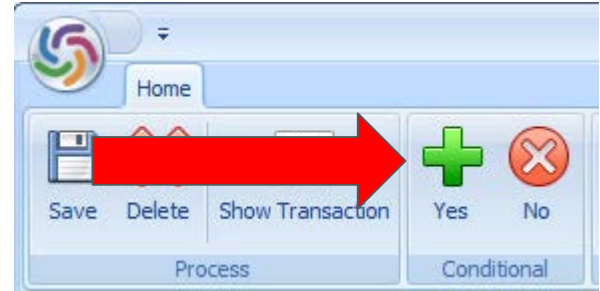 Home
Save Delete Show Transaction Yes No
Process Conditional